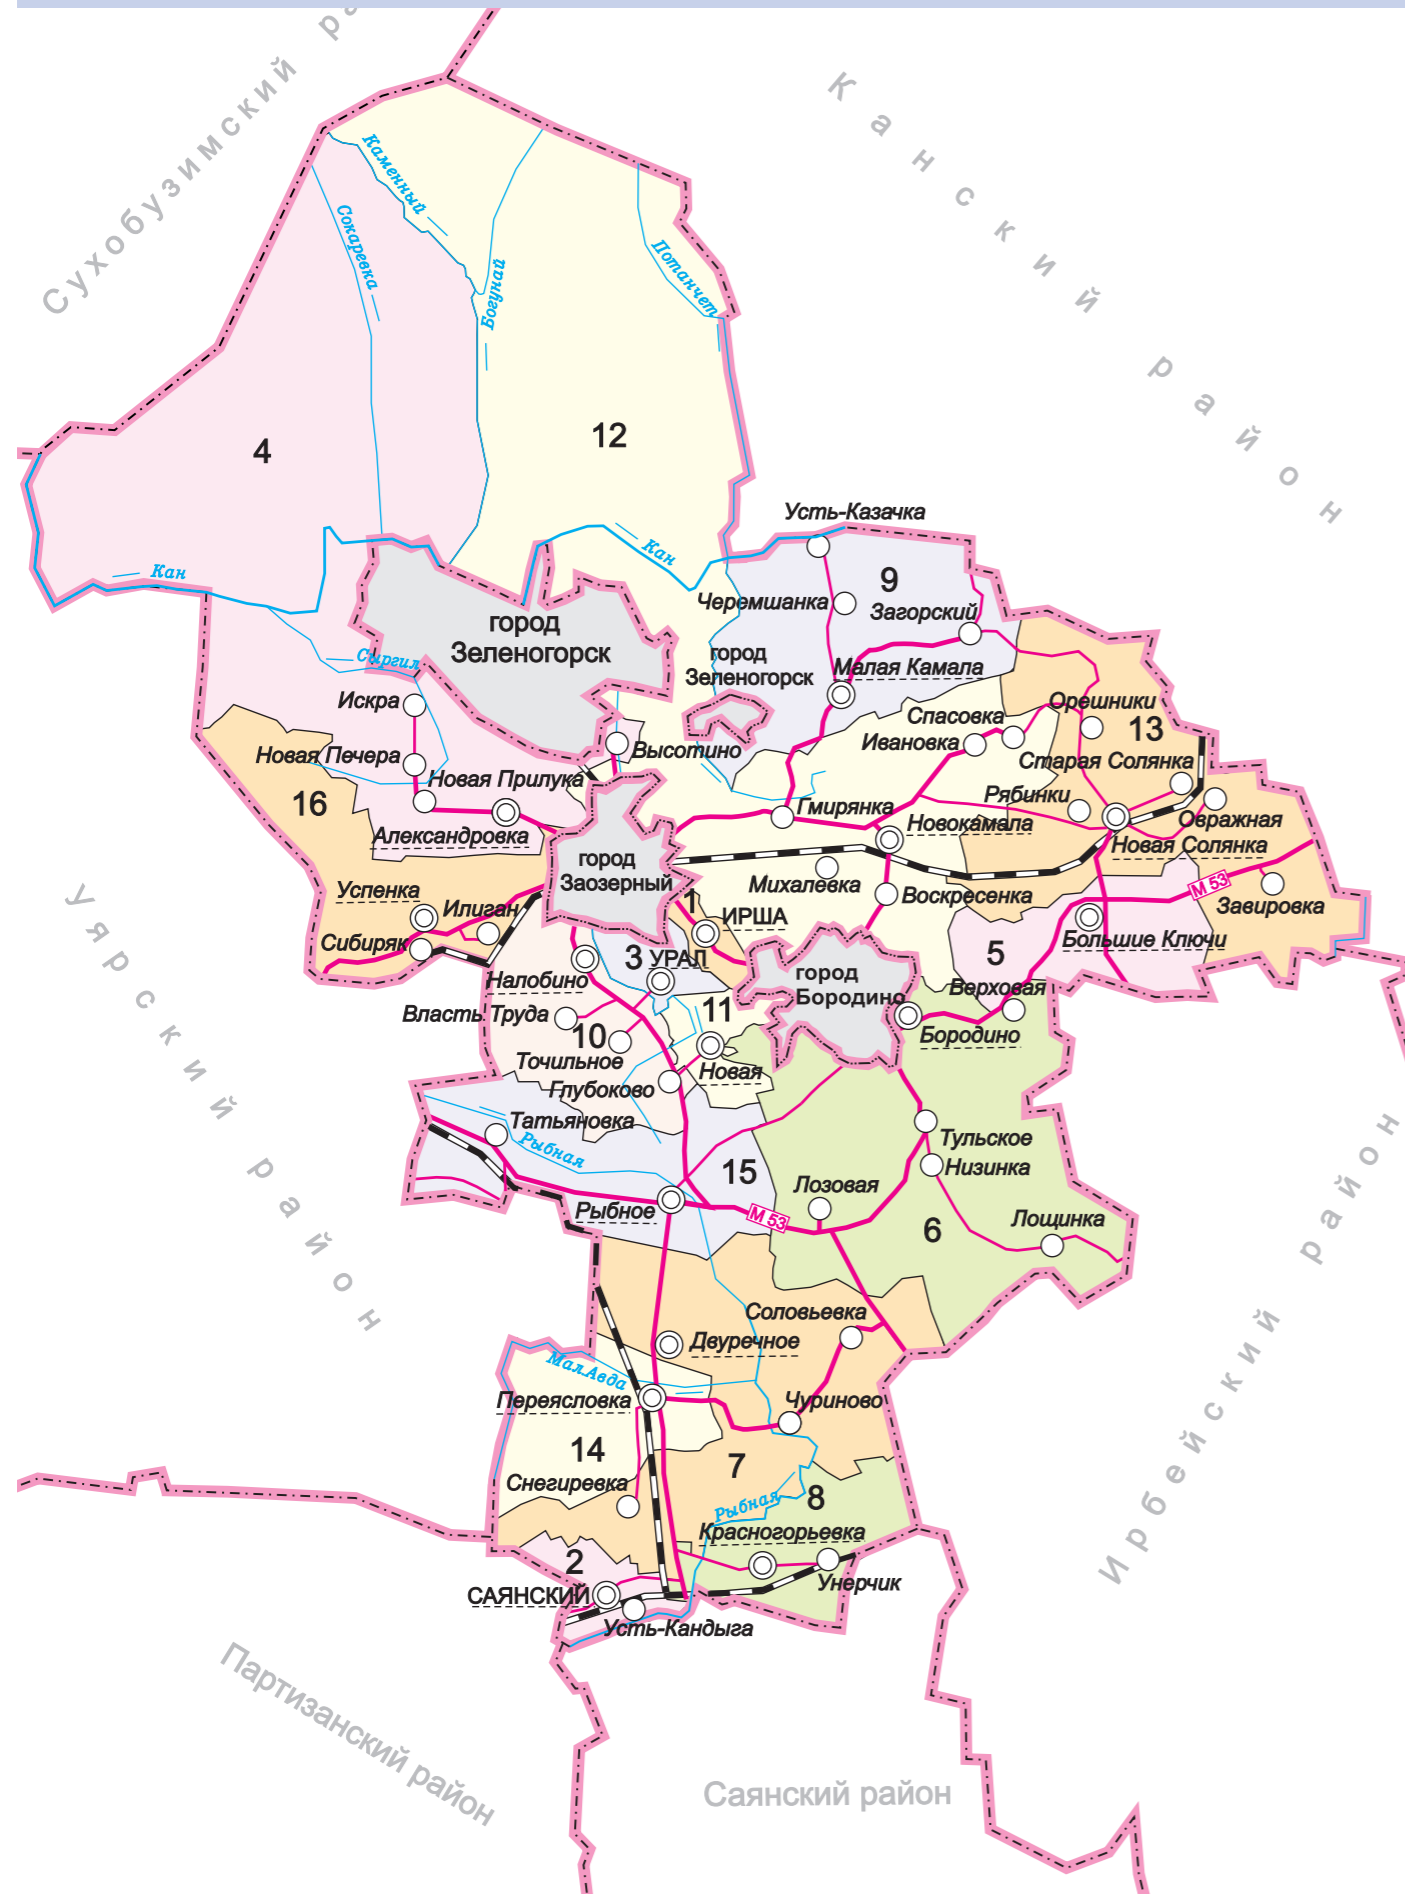 Сухобузимский ра
Канский район
Каменный
Сокаревка
Богунай
Потанчет
4
12
Усть-Казачка
Кан
Кан
9
Черемшанка
Загорский
город
Зеленогорск
город
Зеленогорск
Малая Камала
Сыргил
Искра
Орешники
13
Спасовка
Ивановка
Высотино
Новая Печера
Старая Солянка
Новая Прилука
16
Рябинки
Гмирянка
Овражная
Александровка
Новокамала
Новая Солянка
город
Заозерный
Михалевка
Воскресенка
М 53
Завировка
Успенка
Илиган
1
ИРША
Большие Ключи
Сибиряк
3
УРАЛ
5
город
Бородино
Налобино
Верховая
Власть Труда
10
11
Бородино
Точильное
Новая
Глубоково
Уярский район
Татьяновка
Тульское
Рыбная
Низинка
15
Лозовая
Рыбное
М 53
6
Лощинка
Ирбейский район
Соловьевка
Двуречное
Мал.Авда
Переясловка
Чуриново
14
7
Снегиревка
8
Рыбная
Красногорьевка
2
САЯНСКИЙ
Унерчик
Усть-Кандыга
Партизанский район
Саянский район